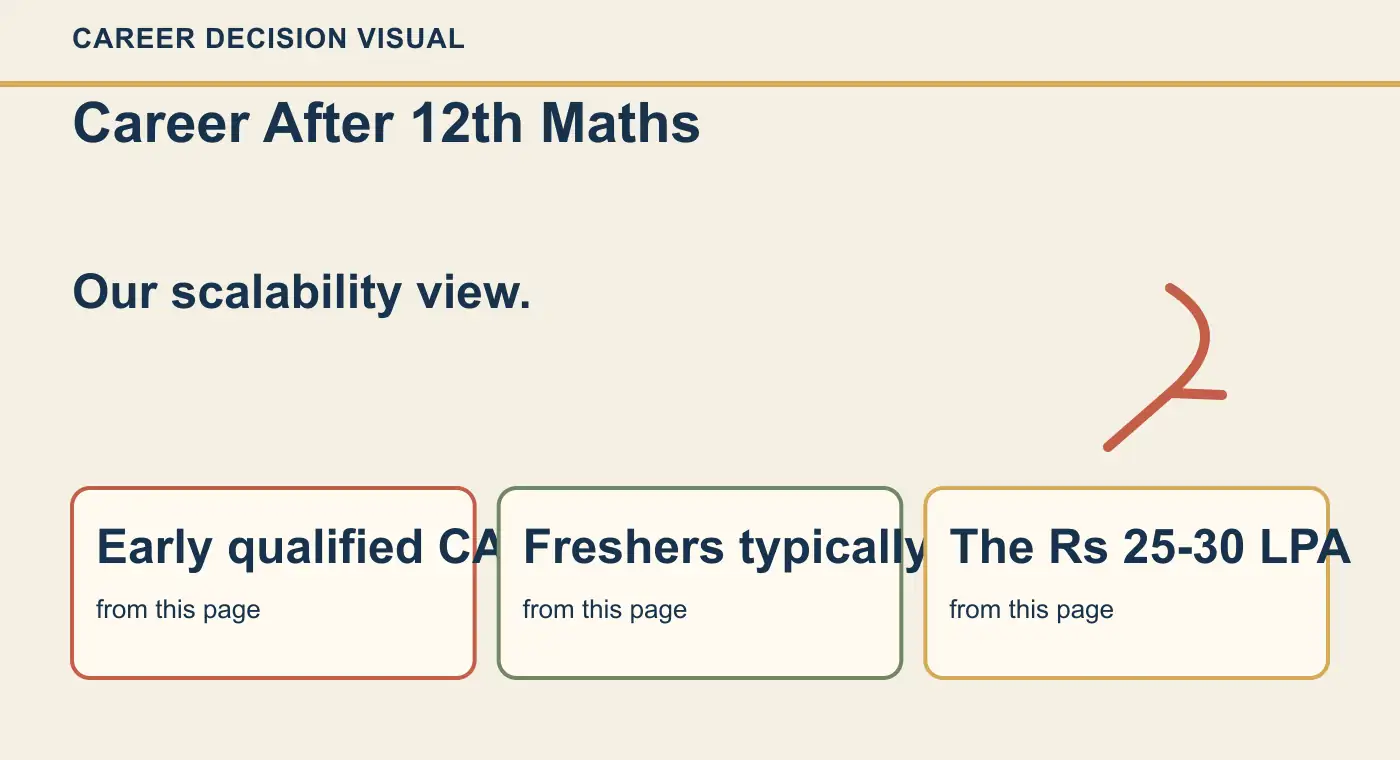 CAREER DECISION VISUAL
Career After 12th Maths
Our scalability view.
Early qualified CA
from this page
Freshers typically
from this page
The Rs 25-30 LPA
from this page